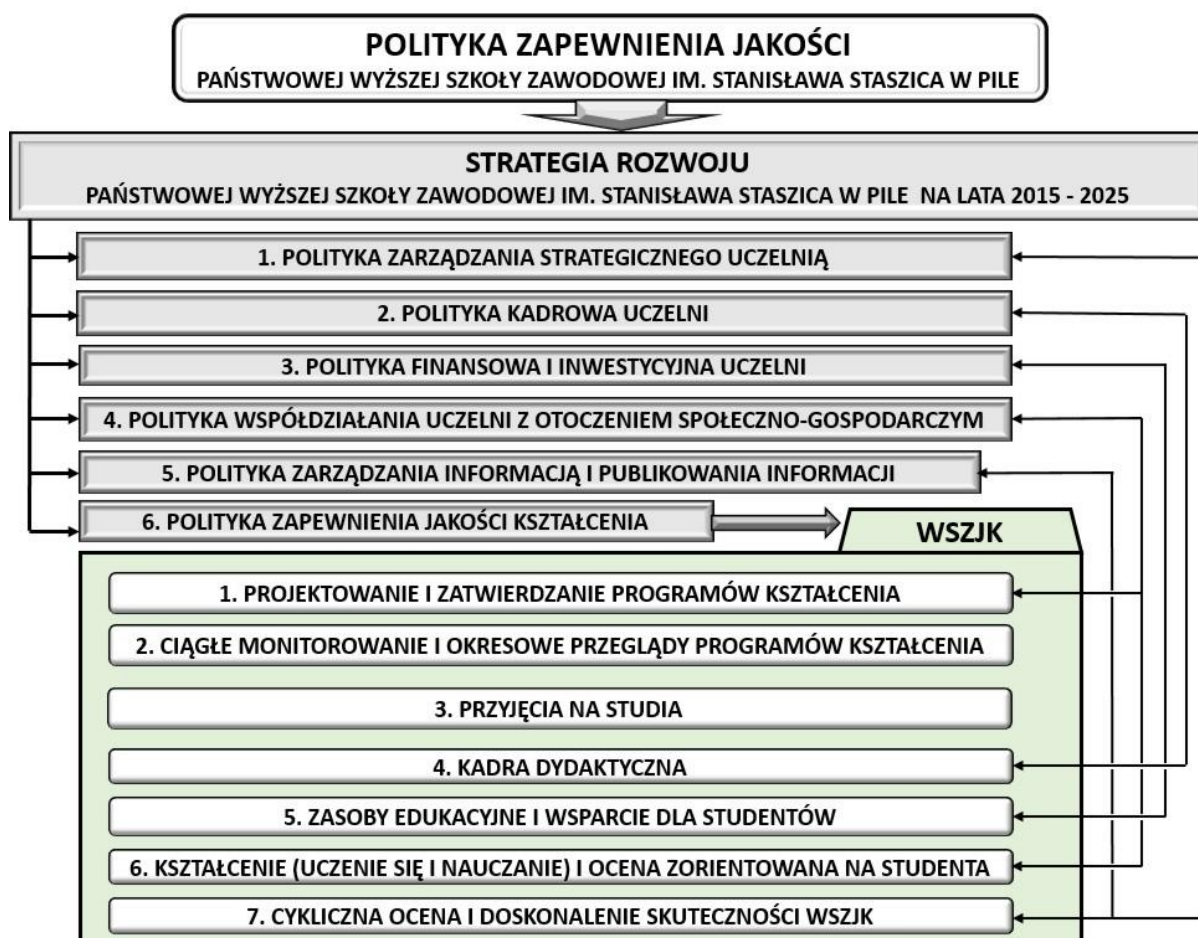 POLITYKA ZAPEWNIENIA JAKOŚCI
PAŃSTWOWEJ WYŻSZEJ SZKOŁY ZAWODOWEJ IM. STANISŁAWA STASZICA W PILE
STRATEGIA ROZWOJU
PAŃSTWOWEJ WYŻSZEJ SZKOŁY ZAWODOWEJ IM. STANISŁAWA STASZICA W PILE NA LATA 2015 - 2025
1. POLITYKA ZARZĄDZANIA STRATEGICZNEGO UCZELNIĄ
2. POLITYKA KADROWA UCZELNI
3. POLITYKA FINANSOWA I INWESTYCYJNA UCZELNI
4. POLITYKA WSPÓŁDZIAŁANIA UCZELNI Z OTOCZENIEM SPOŁECZNO-GOSPODARCZYM
5. POLITYKA ZARZĄDZANIA INFORMACJĄ I PUBLIKOWANIA INFORMACJI
6. POLITYKA ZAPEWNIENIA JAKOŚCI KSZTAŁCENIA
WSZJK
1. PROJEKTOWANIE I ZATWIERDZANIE PROGRAMÓW KSZTAŁCENIA
2. CIĄGŁE MONITOROWANIE I OKRESOWE PRZEGLĄDY PROGRAMÓW KSZTAŁCENIA
3. PRZYJĘCIA NA STUDIA
4. KADRA DYDAKTYCZNA
5. ZASOBY EDUKACYJNE I WSPARCIE DLA STUDENTÓW
6. KSZTAŁCENIE (UCZENIE SIĘ I NAUCZANIE) I OCENA ZORIENTOWANA NA STUDENTA
7. CYKLICZNA OCENA I DOSKONALENIE SKUTECZNOŚCI WSZJK